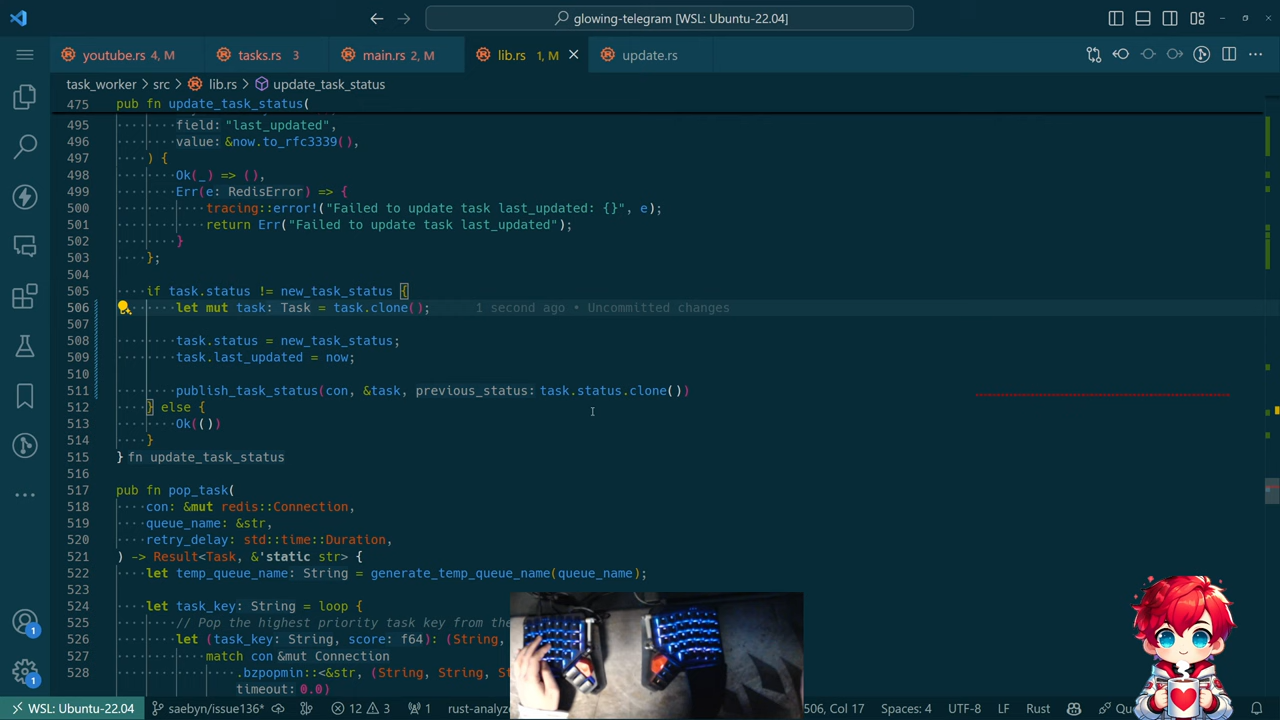 glowing-telegram [WSL: Ubuntu-22.04]
youtube.rs 4, M
tasks.rs 3
main.rs 2, M
lib.rs 1, M
update.rs
task_worker > src > lib.rs > update_task_status
475 pub fn update_task_status(
495 field: "last_updated",
496 value: &now.to_rfc3339(),
497 ) {
498 Ok(_) => (),
499 Err(e: RedisError) => {
500 tracing::error!("Failed to update task last_updated: {}", e);
501 return Err("Failed to update task last_updated");
502 }
503 };
504
505 if task.status != new_task_status {
506 let mut task: Task = task.clone(); 1 second ago • Uncommitted changes
507
508 task.status = new_task_status;
509 task.last_updated = now;
510
511 publish_task_status(con, &task, previous_status: task.status.clone())
512 } else {
513 Ok(())
514 }
515 } fn update_task_status
516
517 pub fn pop_task(
518 con: &mut redis::Connection,
519 queue_name: &str,
520 retry_delay: std::time::Duration,
521 ) -> Result<Task, &'static str> {
522 let temp_queue_name: String = generate_temp_queue_name(queue_name);
523
524 let task_key: String = loop {
525 // Pop the highest priority task key from the
526 let (task_key: String, score: f64): (String,
527 match con &mut Connection
528 .bzpopmin::<&str, (String, String, S
timeout: 0.0)
1
1
WSL: Ubuntu-22.04
saebyn/issue136*
12
3
1
rust-analyz
506, Col 17
Spaces: 4
UTF-8
LF
Rust